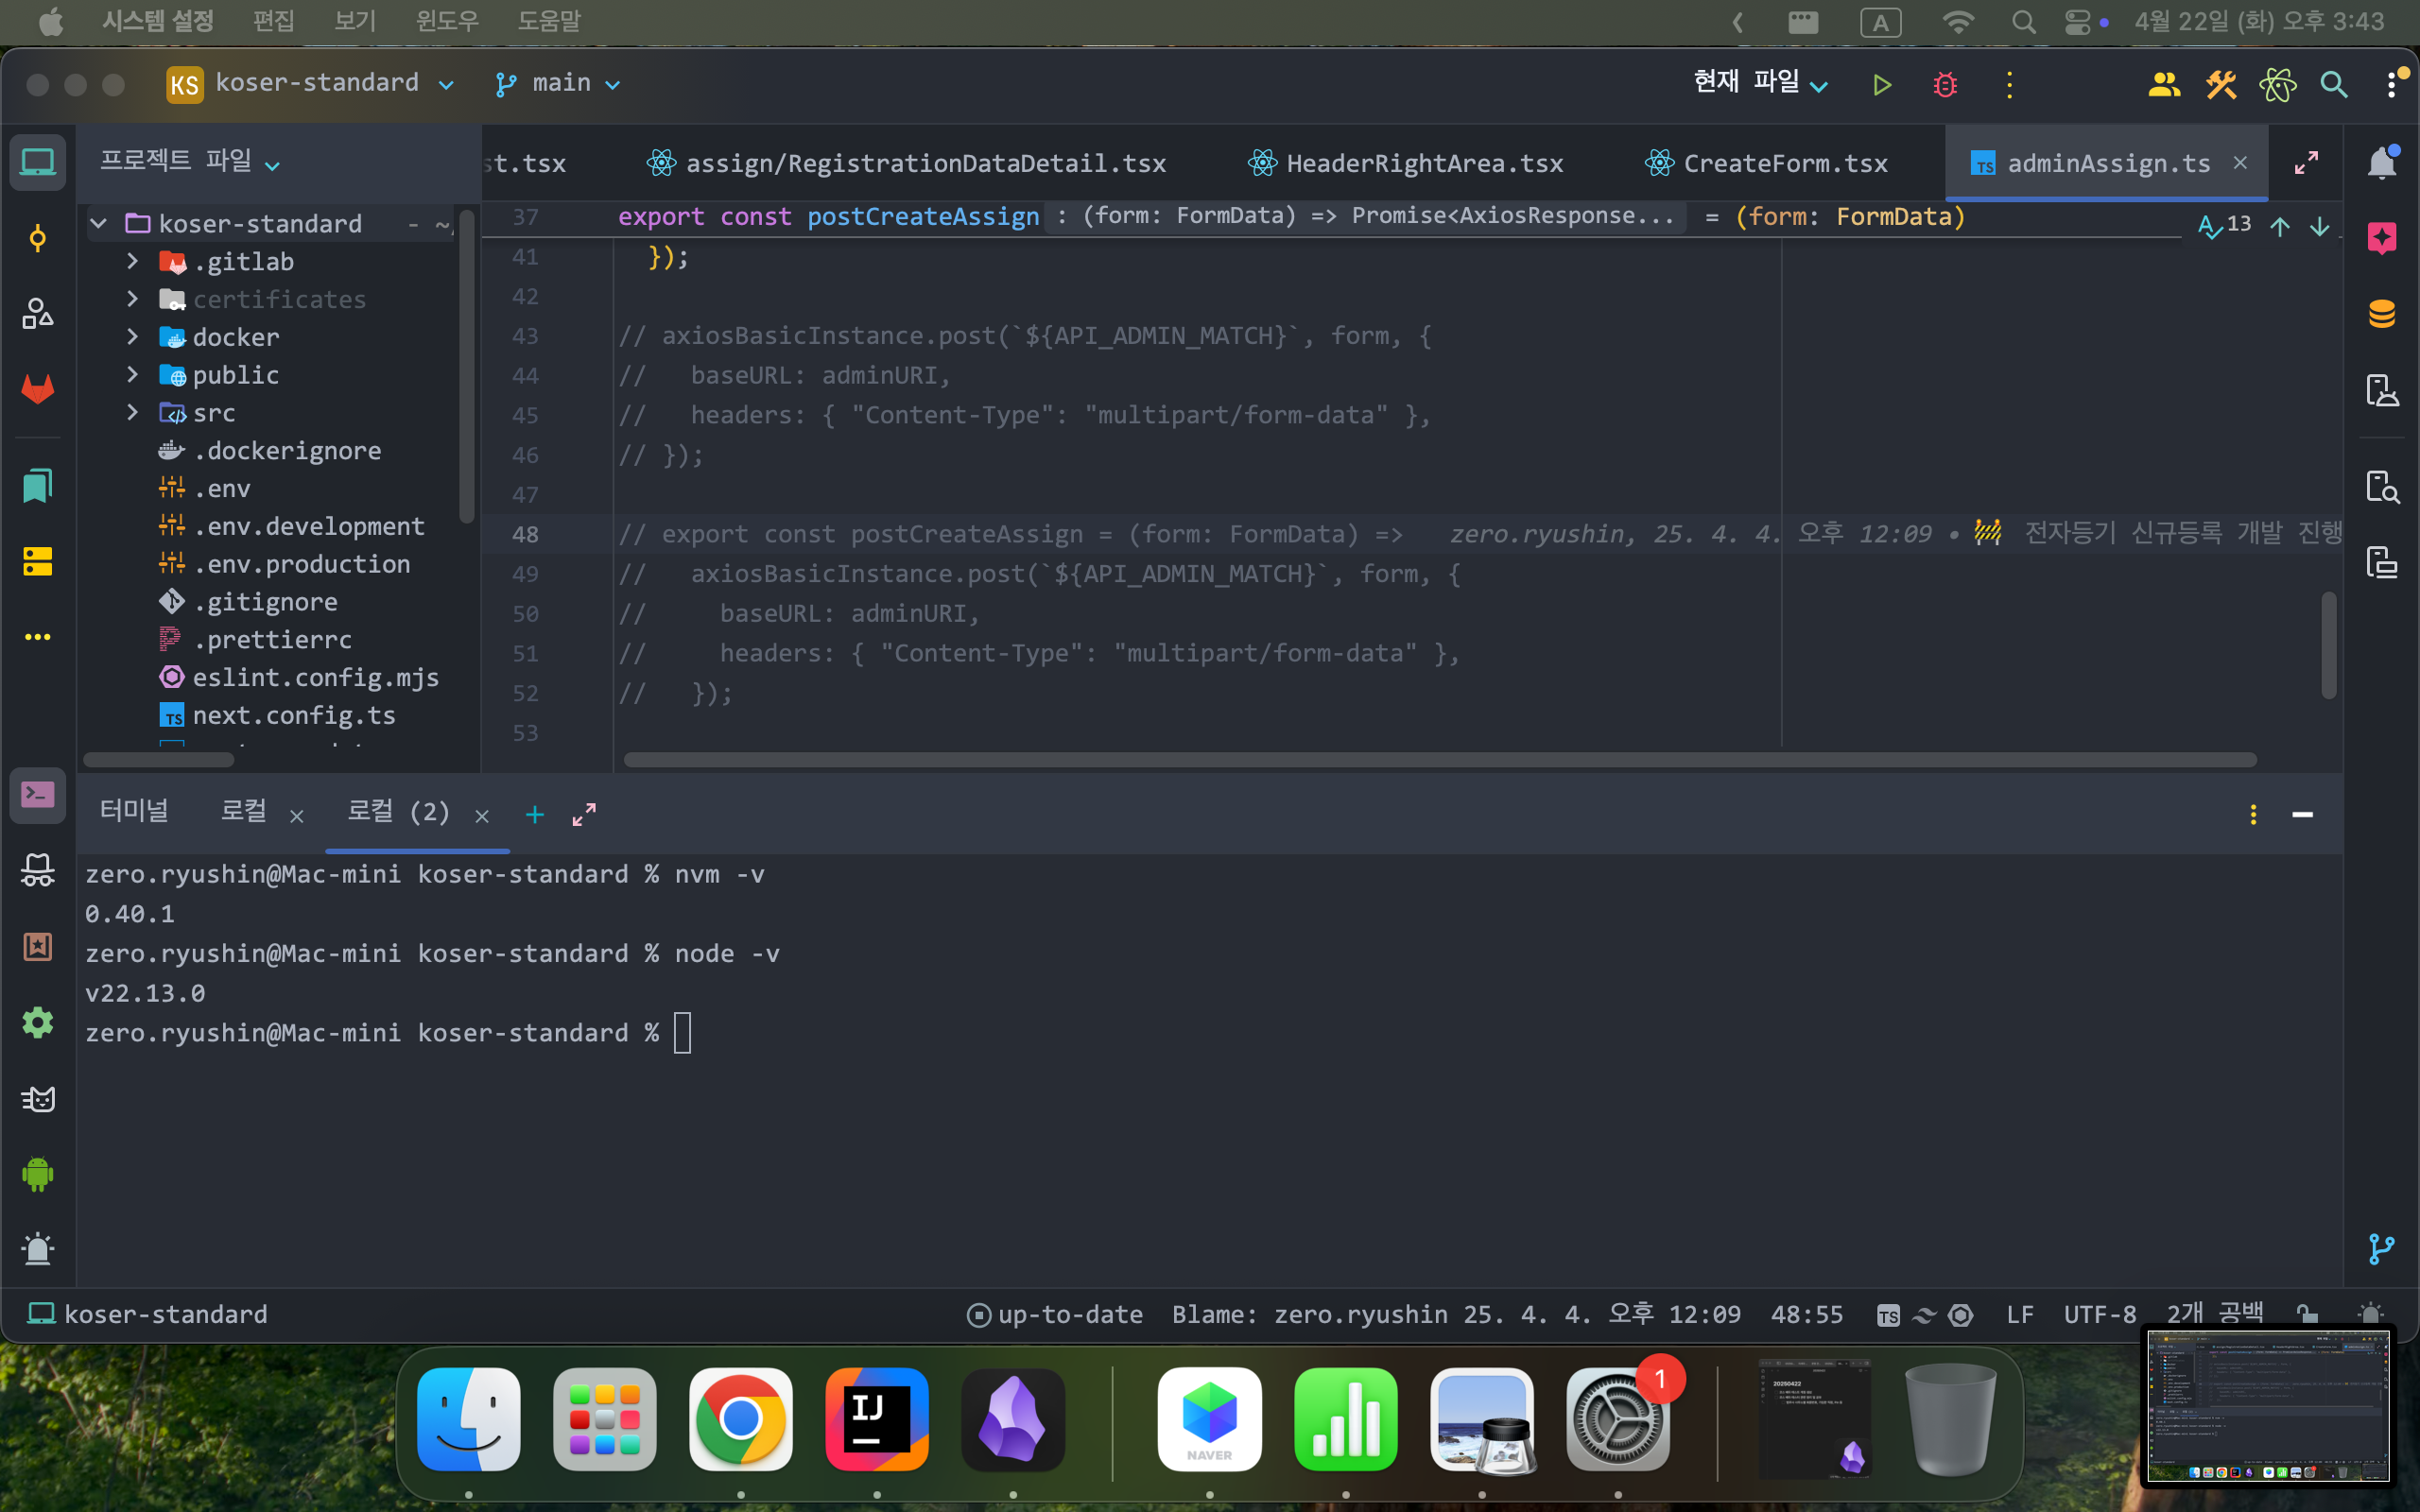 시스템 설정 편집 보기 윈도우 도움말 A 4월 22일 (화) 오후 3:43
KS koser-standard main 현재 파일
프로젝트 파일
st.tsx assign/RegistrationDataDetail.tsx HeaderRightArea.tsx CreateForm.tsx TS adminAssign.ts
koser-standard - ~/
.gitlab
certificates
docker
public
src
.dockerignore
.env
.env.development
.env.production
.gitignore
.prettierrc
eslint.config.mjs
TS next.config.ts
37 export const postCreateAssign : (form: FormData) => Promise<AxiosResponse... = (form: FormData)
13
41 });
42
43 // axiosBasicInstance.post(`${API_ADMIN_MATCH}`, form, {
44 //   baseURL: adminURI,
45 //   headers: { "Content-Type": "multipart/form-data" },
46 // });
47
48 // export const postCreateAssign = (form: FormData) => zero.ryushin, 25. 4. 4. 오후 12:09 • 🚧 전자등기 신규등록 개발 진행
49 //   axiosBasicInstance.post(`${API_ADMIN_MATCH}`, form, {
50 //     baseURL: adminURI,
51 //     headers: { "Content-Type": "multipart/form-data" },
52 //   });
53
터미널 로컬 로컬 (2)
zero.ryushin@Mac-mini koser-standard % nvm -v
0.40.1
zero.ryushin@Mac-mini koser-standard % node -v
v22.13.0
zero.ryushin@Mac-mini koser-standard %
koser-standard up-to-date Blame: zero.ryushin 25. 4. 4. 오후 12:09 48:55 TS LF UTF-8 2개 공백
IJ
NAVER
1
20250422